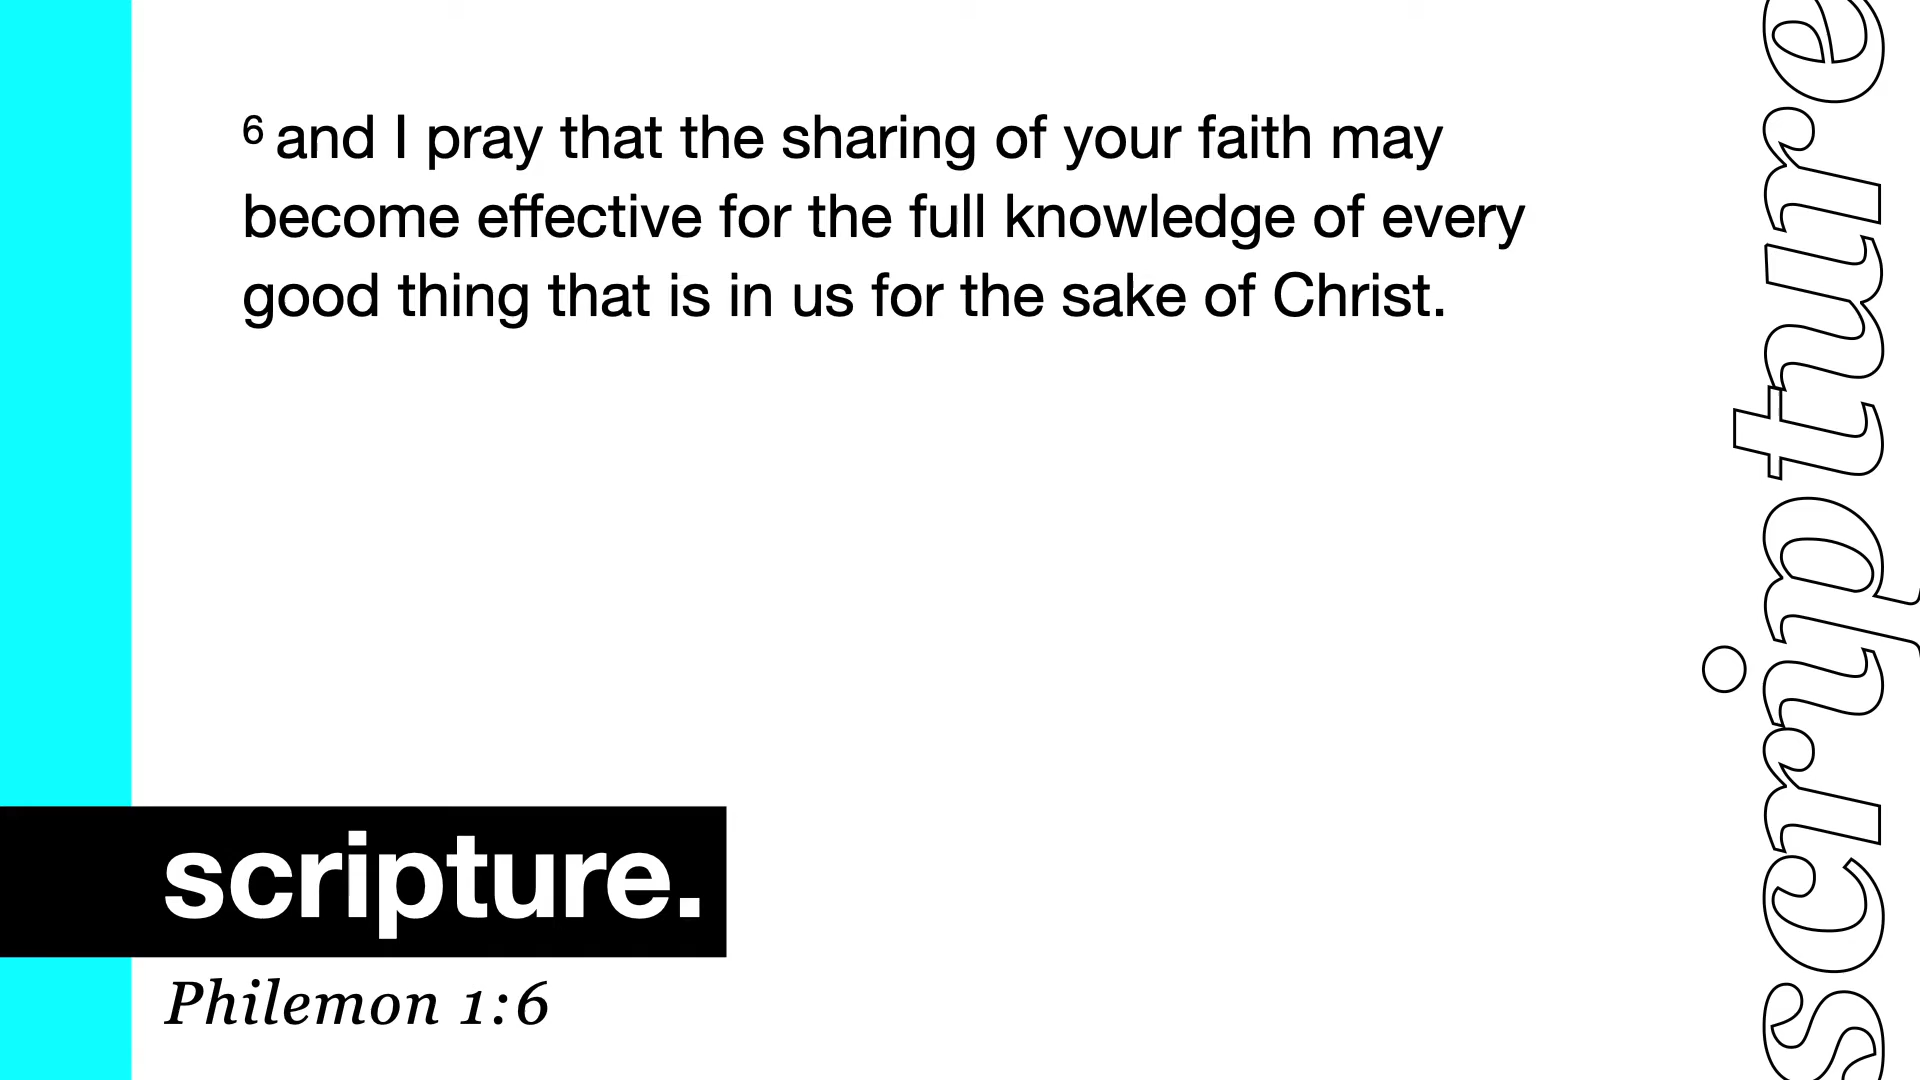 6 and I pray that the sharing of your faith may
become effective for the full knowledge of every
good thing that is in us for the sake of Christ.
scripture.
Philemon 1:6
scripture